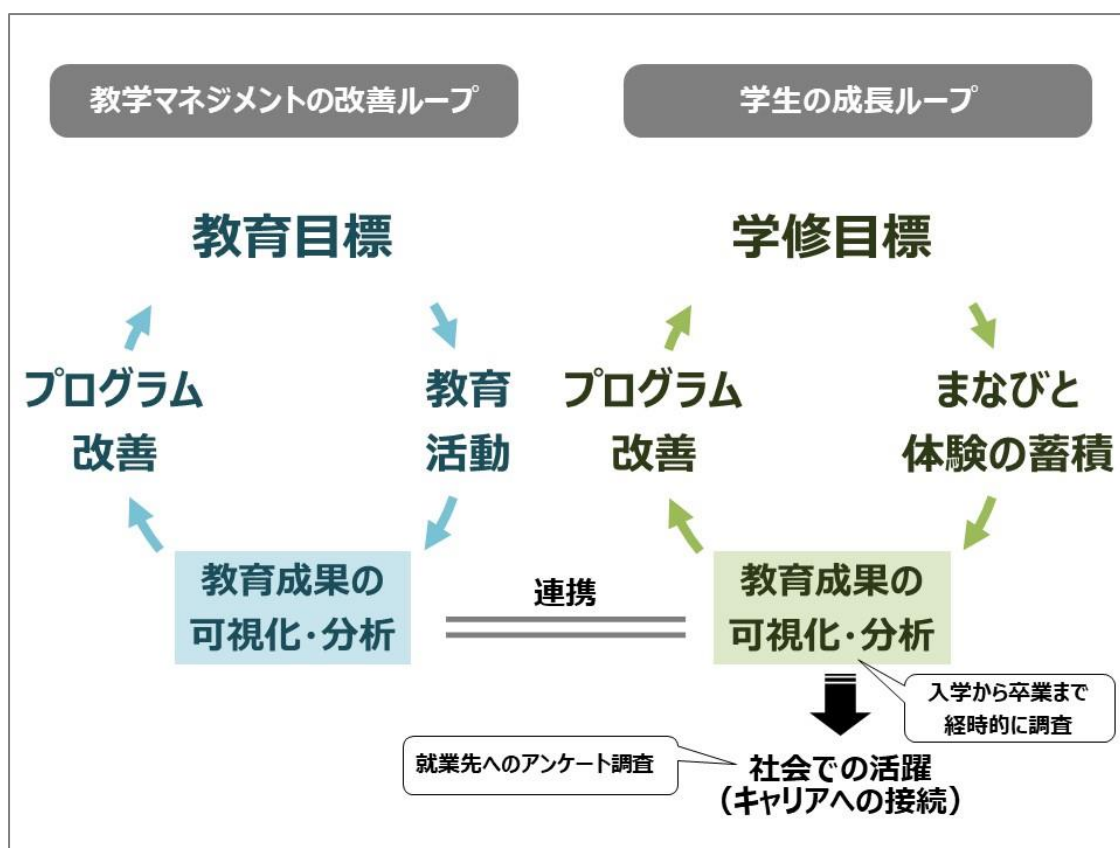 教学マネジメントの改善ループ
教育目標
プログラム
改善
教育
活動
教育成果の
可視化・分析
連携
学生の成長ループ
学修目標
プログラム
改善
まなびと
体験の蓄積
教育成果の
可視化・分析
入学から卒業まで
経時的に調査
就業先へのアンケート調査
社会での活躍
(キャリアへの接続)